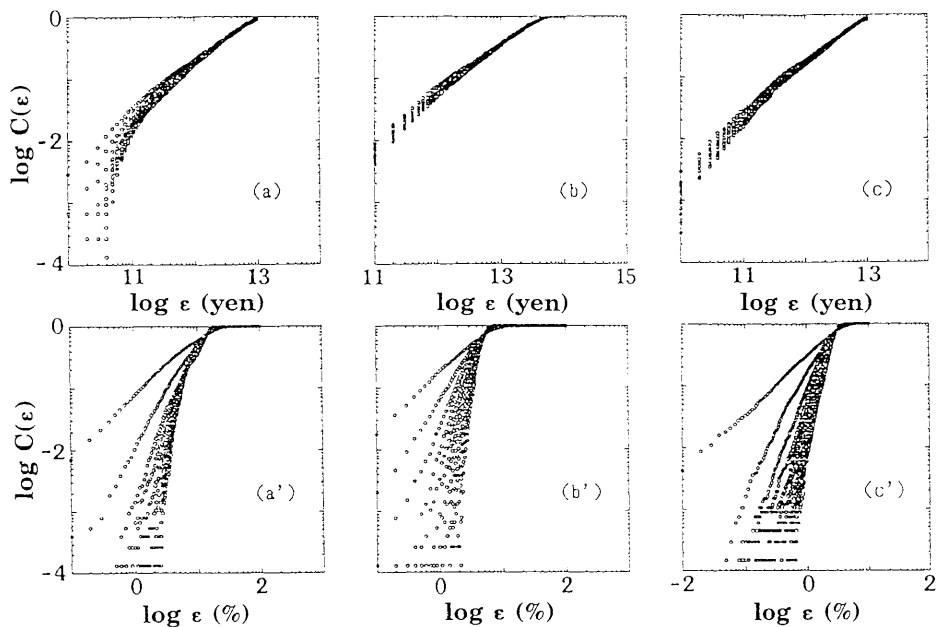 0
-2
-4
log C(ε)
(a)
(b)
(c)
11
13
11
13
15
11
13
log ε (yen)
log ε (yen)
log ε (yen)
0
-2
-4
log C(ε)
(a')
(b')
(c')
0
2
0
2
-2
0
2
log ε (%)
log ε (%)
log ε (%)